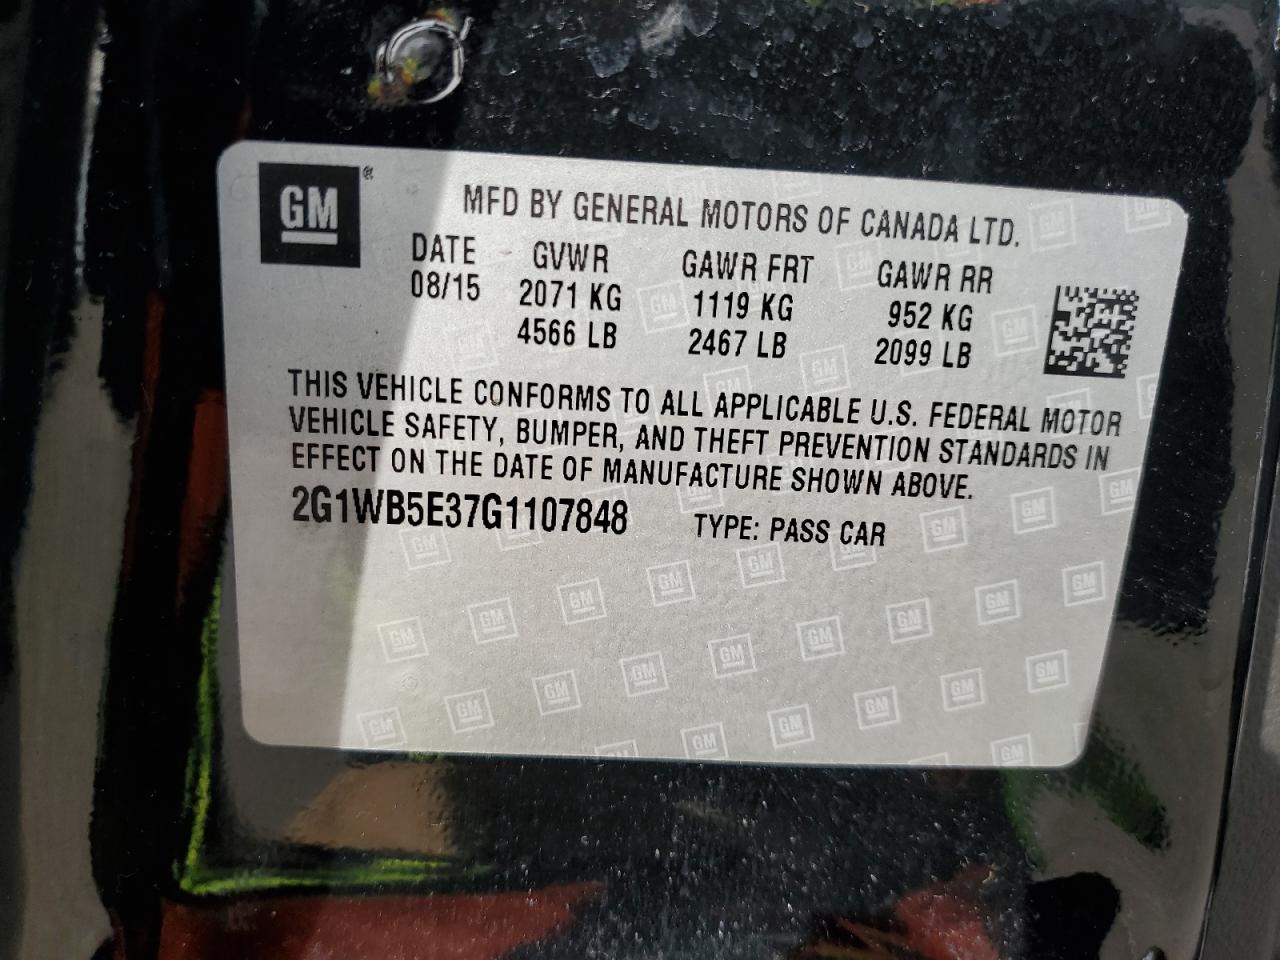 GM®
MFD BY GENERAL MOTORS OF CANADA LTD.
DATE GVWR GAWR FRT GAWR RR
08/15 2071 KG 1119 KG 952 KG
4566 LB 2467 LB 2099 LB
THIS VEHICLE CONFORMS TO ALL APPLICABLE U.S. FEDERAL MOTOR
VEHICLE SAFETY, BUMPER, AND THEFT PREVENTION STANDARDS IN
EFFECT ON THE DATE OF MANUFACTURE SHOWN ABOVE.
2G1WB5E37G1107848 TYPE: PASS CAR